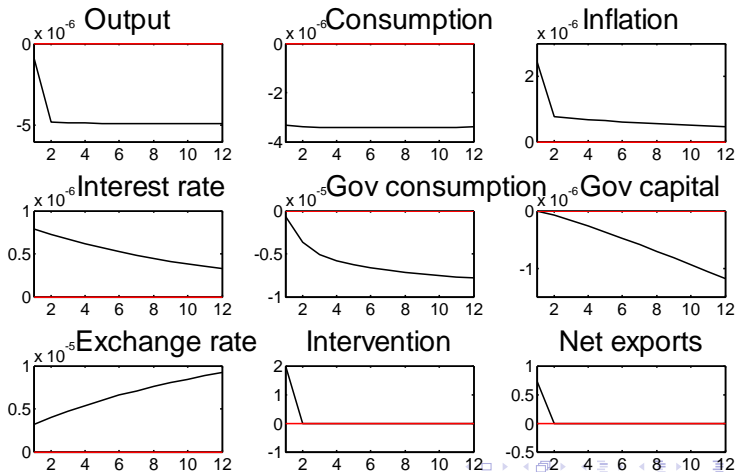 x 10⁻⁶ Output
0
-5
2 4 6 8 10 12
x 10⁻⁶ Consumption
0
-2
-4
2 4 6 8 10 12
x 10⁻⁶ Inflation
2
0
2 4 6 8 10 12
x 10⁻⁶ Interest rate
1
0.5
0
2 4 6 8 10 12
x 10⁻⁵ Gov consumption
0
-0.5
-1
2 4 6 8 10 12
x 10⁻⁶ Gov capital
0
-1
2 4 6 8 10 12
x 10⁻⁵ Exchange rate
1
0.5
0
2 4 6 8 10 12
Intervention
2
1
0
-1
2 4 6 8 10 12
Net exports
1
0.5
0
-0.5
2 4 6 8 10 12